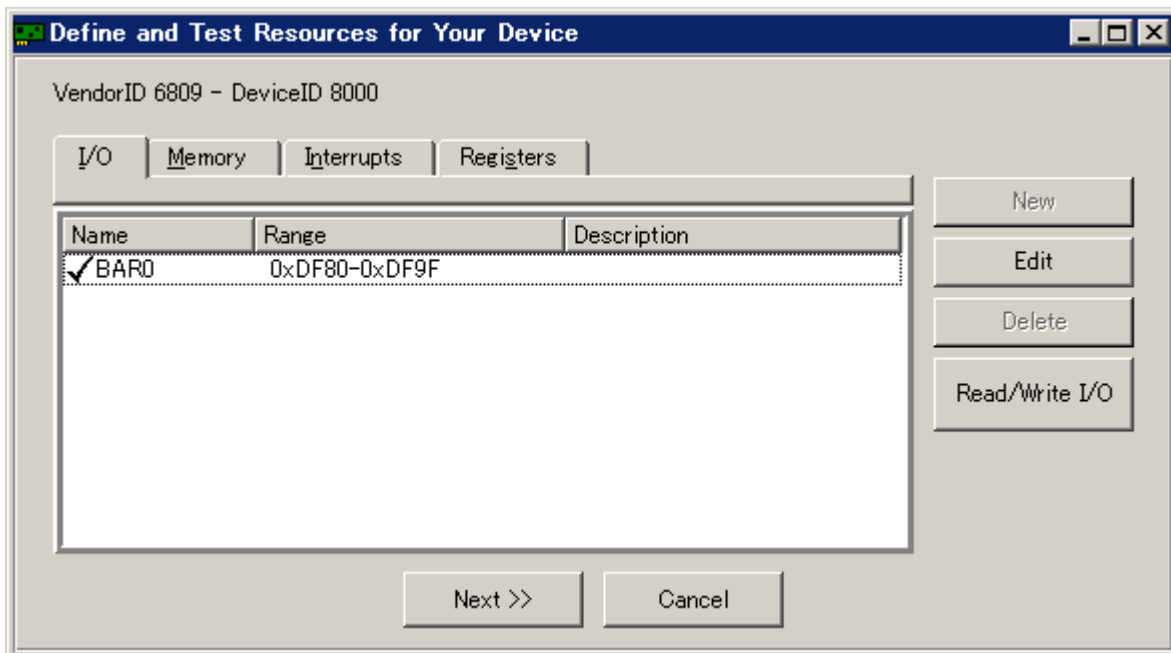 Define and Test Resources for Your Device
VendorID 6809 - DeviceID 8000
I/O Memory Interrupts Registers
New
Name Range Description
BAR0 0xDF80-0xDF9F
Edit
Delete
Read/Write I/O
Next >> Cancel